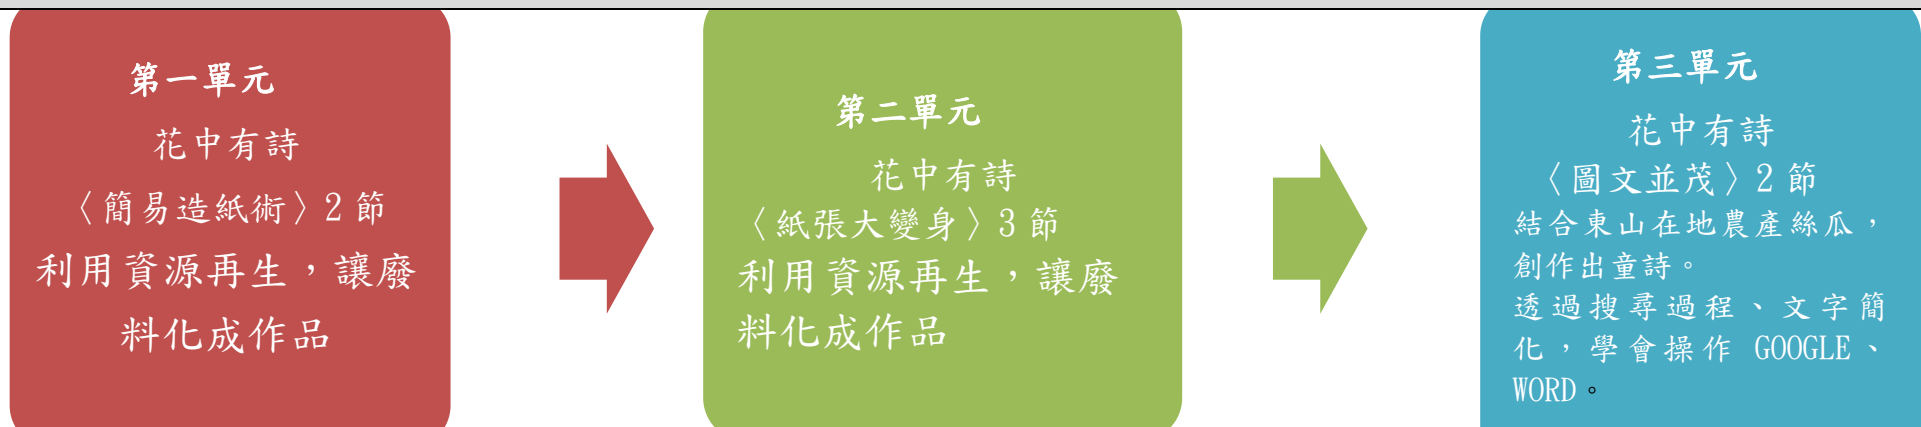 第一單元
花中有詩
〈簡易造紙術〉2 節
利用資源再生，讓廢
料化成作品
第二單元
花中有詩
〈紙張大變身〉3 節
利用資源再生，讓廢
料化成作品
第三單元
花中有詩
〈圖文並茂〉2 節
結合東山在地農產絲瓜，
創作出童詩。
透過搜尋過程、文字簡
化，學會操作 GOOGLE、
WORD。